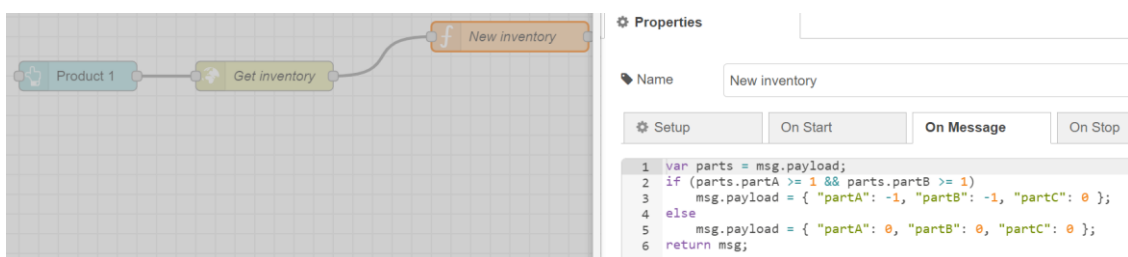 New inventory
Product 1
Get inventory
Properties
Name
New inventory
Setup
On Start
On Message
On Stop
1 var parts = msg.payload;
2 if (parts.partA >= 1 && parts.partB >= 1)
3     msg.payload = { "partA": -1, "partB": -1, "partC": 0 };
4 else
5     msg.payload = { "partA": 0, "partB": 0, "partC": 0 };
6 return msg;